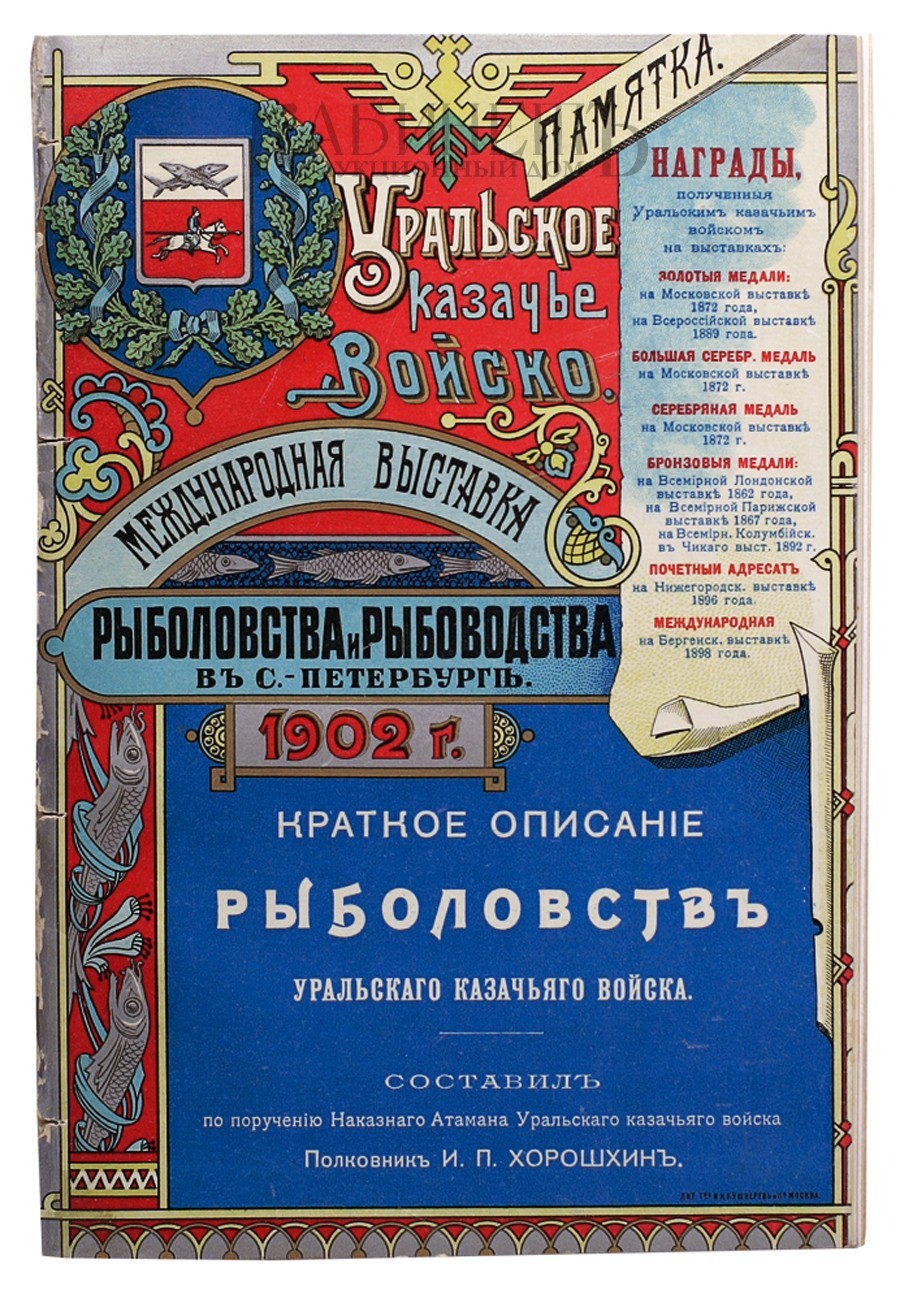 ПАМЯТКА.
Уральское
казачье
Войско.
МЕЖДУНАРОДНАЯ ВЫСТАВКА
РЫБОЛОВСТВА и РЫБОВОДСТВА
ВЪ С.-ПЕТЕРБУРГѢ.
1902 г.
НАГРАДЫ,
полученныя
Уральскимъ казачьимъ
войскомъ
на выставкахъ:
ЗОЛОТЫЯ МЕДАЛИ:
на Московской выставкѣ
1872 года,
на Всероссійской выставкѣ
1889 года.
БОЛЬШАЯ СЕРЕБР. МЕДАЛЬ
на Московской выставкѣ
1872 г.
СЕРЕБРЯНАЯ МЕДАЛЬ
на Московской выставкѣ
1872 г.
БРОНЗОВЫЯ МЕДАЛИ:
на Всемірной Лондонской
выставкѣ 1862 года,
на Всемірной Парижской
выставкѣ 1867 года,
на Всемірн. Колумбійск.
въ Чикаго выст. 1892 г.
ПОЧЕТНЫЙ АДРЕСАТЪ
на Нижегородск. выставкѣ
1896 года.
МЕЖДУНАРОДНАЯ
на Бергенск. выставкѣ
1898 года.
КРАТКОЕ ОПИСАНІЕ
РЫБОЛОВСТВЪ
УРАЛЬСКАГО КАЗАЧЬЯГО ВОЙСКА.
СОСТАВИЛЪ
по порученію Наказнаго Атамана Уральскаго казачьяго войска
Полковникъ И. П. ХОРОШХИНЪ.
МОСКВА